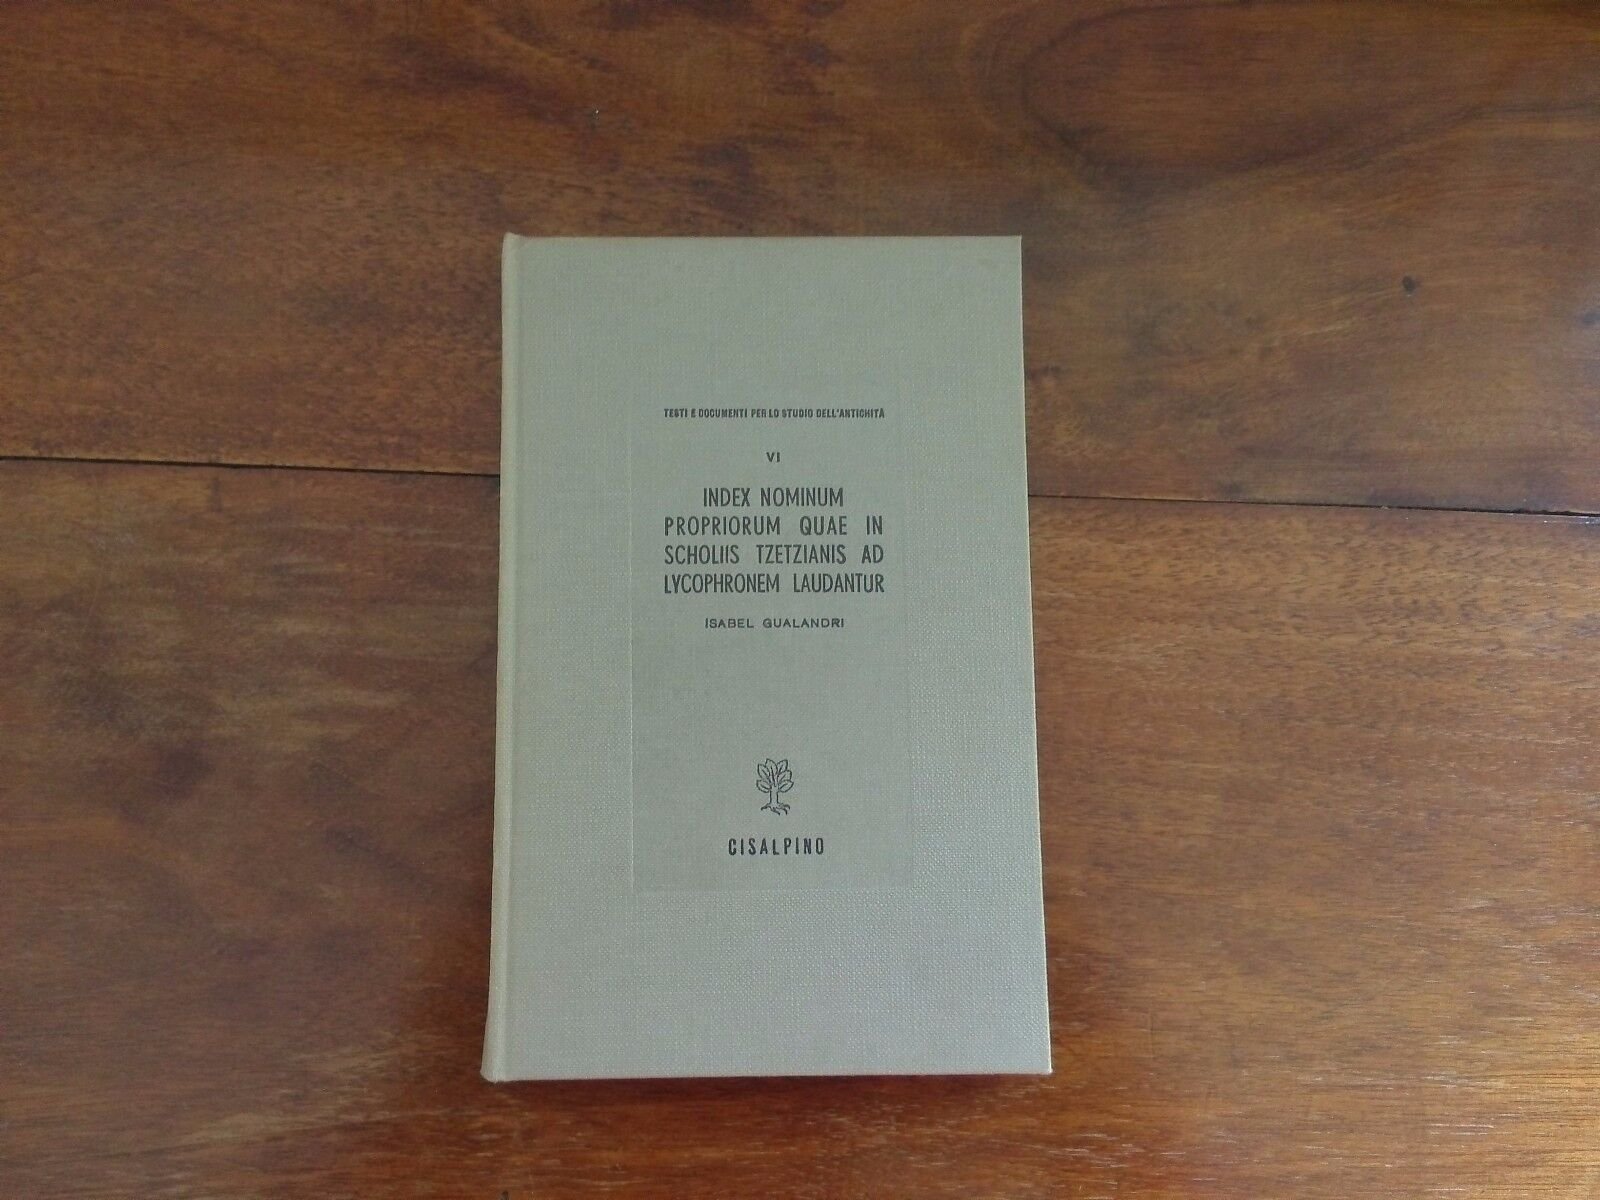 TESTI E DOCUMENTI PER LO STUDIO DELL'ANTICHITÀ
VI
INDEX NOMINUM
PROPRIORUM QUAE IN
SCHOLIIS TZETZIANIS AD
LYCOPHRONEM LAUDANTUR
ISABEL GUALANDRI
CISALPINO